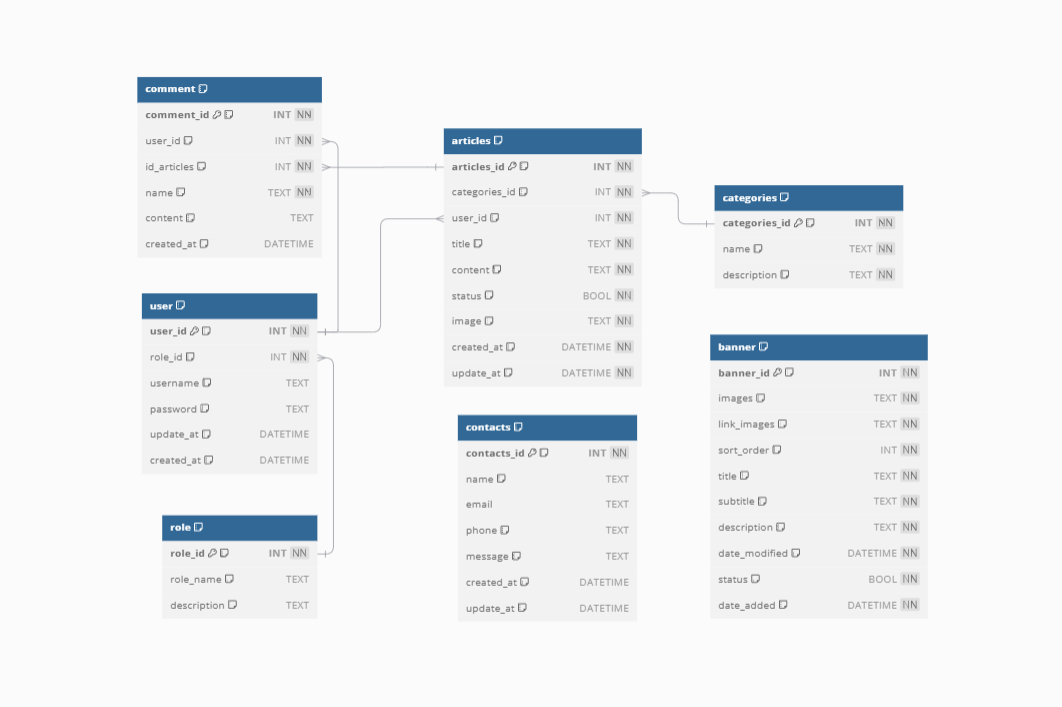 comment
comment_id INT NN
user_id INT NN
id_articles INT NN
name TEXT NN
content TEXT
created_at DATETIME
user
user_id INT NN
role_id INT NN
username TEXT
password TEXT
update_at DATETIME
created_at DATETIME
role
role_id INT NN
role_name TEXT
description TEXT
articles
articles_id INT NN
categories_id INT NN
user_id INT NN
title TEXT NN
content TEXT NN
status BOOL NN
image TEXT NN
created_at DATETIME NN
update_at DATETIME NN
contacts
contacts_id INT NN
name TEXT
email TEXT
phone TEXT
message TEXT
created_at DATETIME
update_at DATETIME
categories
categories_id INT NN
name TEXT NN
description TEXT NN
banner
banner_id INT NN
images TEXT NN
link_images TEXT NN
sort_order INT NN
title TEXT NN
subtitle TEXT NN
description TEXT NN
date_modified DATETIME NN
status BOOL NN
date_added DATETIME NN